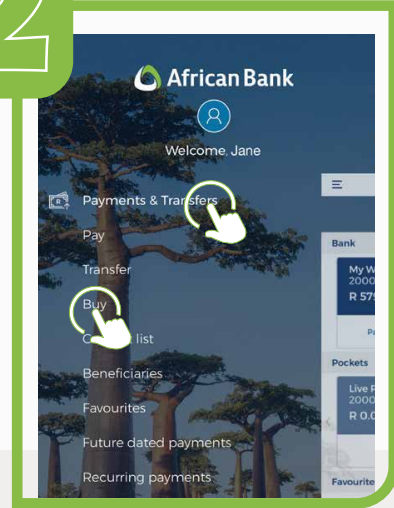 2
African Bank
Welcome, Jane
Payments & Transfers
Pay
Transfer
Buy
list
Beneficiaries
Favourites
Future dated payments
Recurring payments
Bank
My
2000
R
Pockets
Live
2000
R 0.0
Favourite